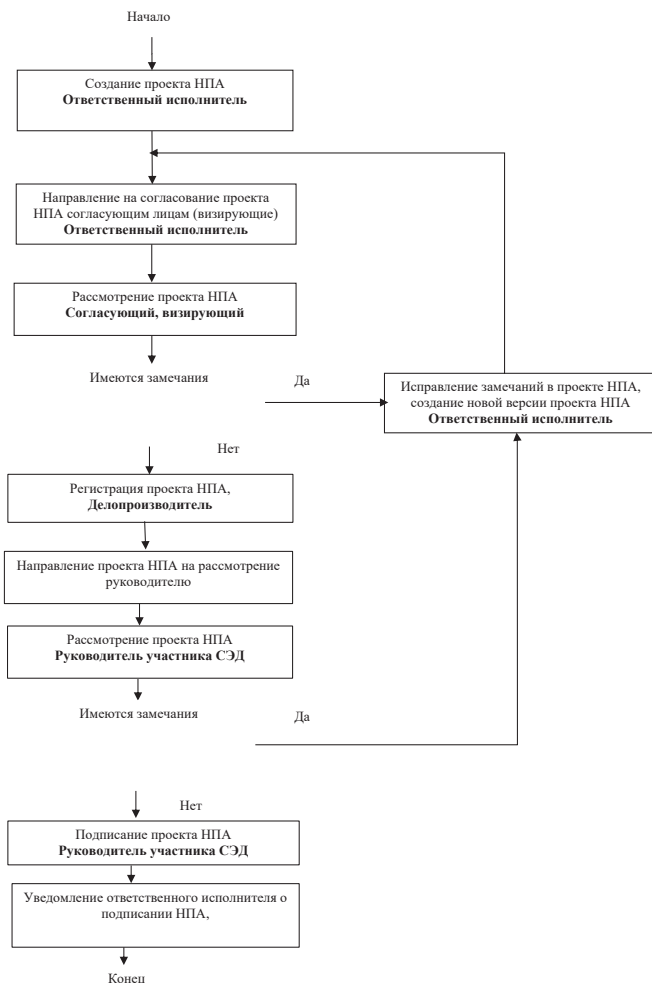 Начало
Создание проекта НПА
Ответственный исполнитель
Направление на согласование проекта
НПА согласующим лицам (визирующие)
Ответственный исполнитель
Рассмотрение проекта НПА
Согласующий, визирующий
Имеются замечания
Да
Исправление замечаний в проекте НПА,
создание новой версии проекта НПА
Ответственный исполнитель
Нет
Регистрация проекта НПА,
Делопроизводитель
Направление проекта НПА на рассмотрение
руководителю
Рассмотрение проекта НПА
Руководитель участника СЭД
Имеются замечания
Да
Нет
Подписание проекта НПА
Руководитель участника СЭД
Уведомление ответственного исполнителя о
подписании НПА,
Конец